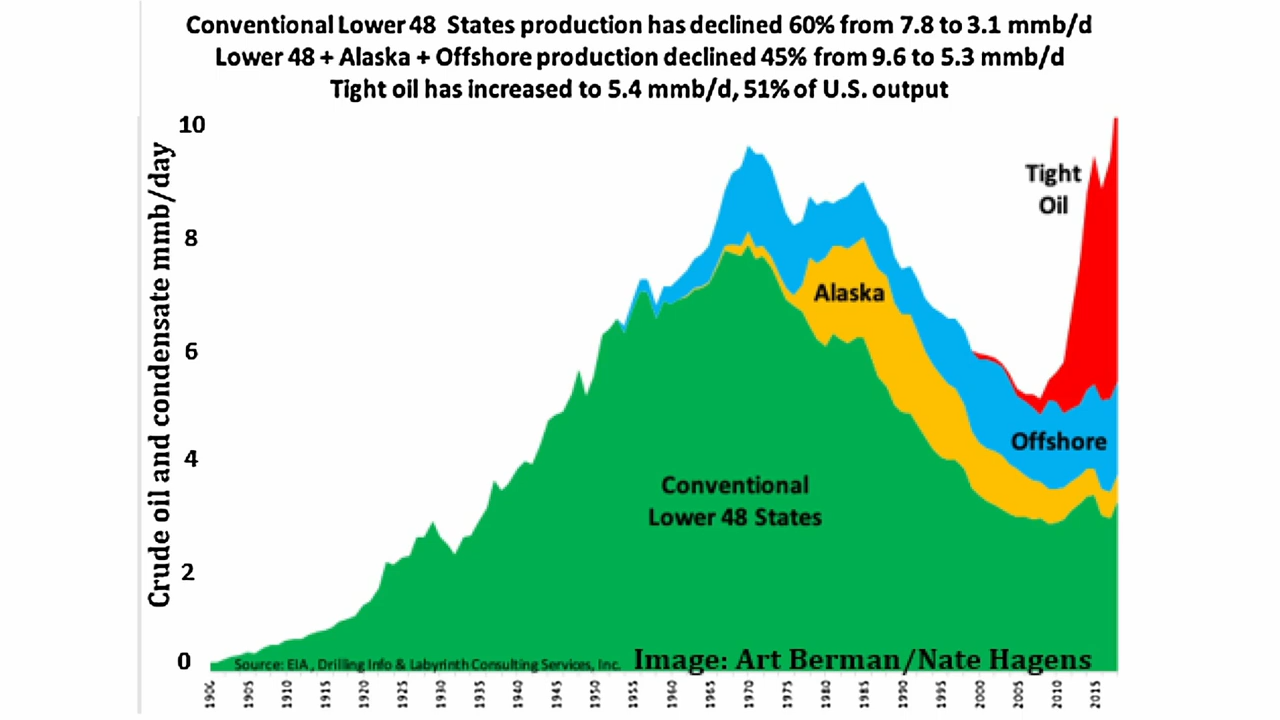 Conventional Lower 48 States production has declined 60% from 7.8 to 3.1 mmb/d
Lower 48 + Alaska + Offshore production declined 45% from 9.6 to 5.3 mmb/d
Tight oil has increased to 5.4 mmb/d, 51% of U.S. output
Crude oil and condensate mmb/day
10
8
6
4
2
0
Tight
Oil
Alaska
Offshore
Conventional
Lower 48 States
Source: EIA, Drilling Info & Labyrinth Consulting Services, Inc.
Image: Art Berman/Nate Hagens
1905
1910
1915
1920
1925
1930
1935
1940
1945
1950
1955
1960
1965
1970
1975
1980
1985
1990
1995
2000
2005
2010
2015